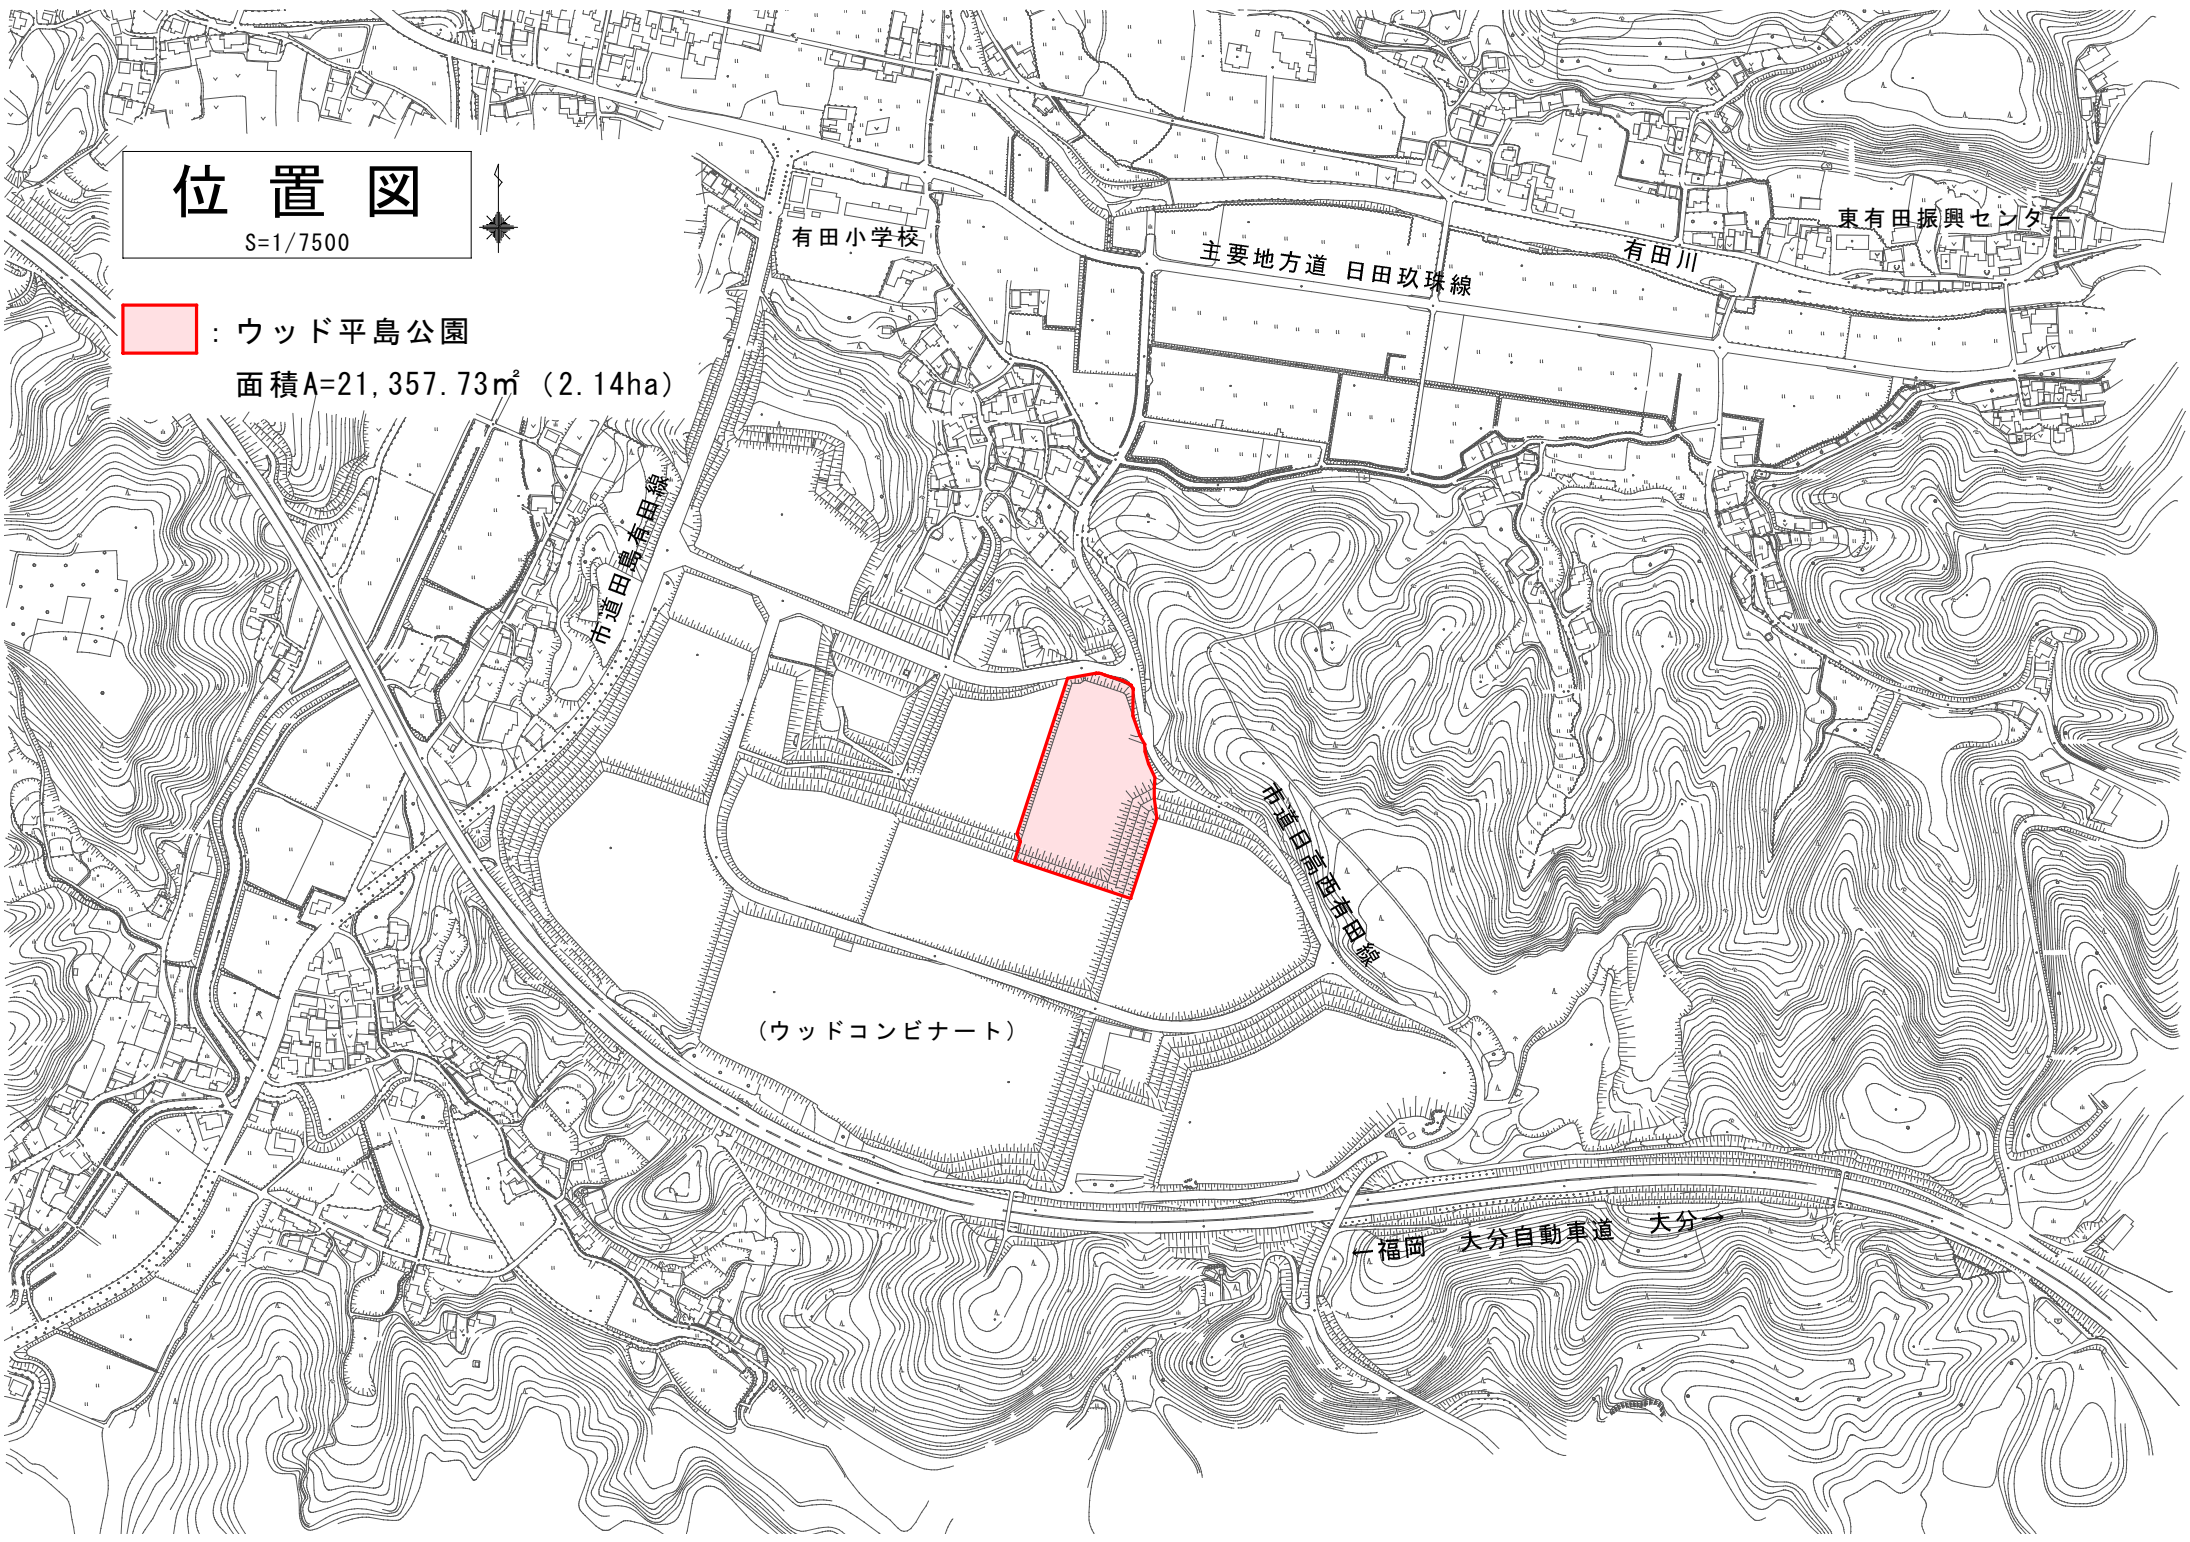 位置図
S=1/7500
：ウッド平島公園
面積A=21,357.73㎡（2.14ha）
有田小学校
主要地方道 日田玖珠線
有田川
東有田振興センター
市道田島有田線
市道日高西有田線
（ウッドコンビナート）
←福岡 大分自動車道 大分→